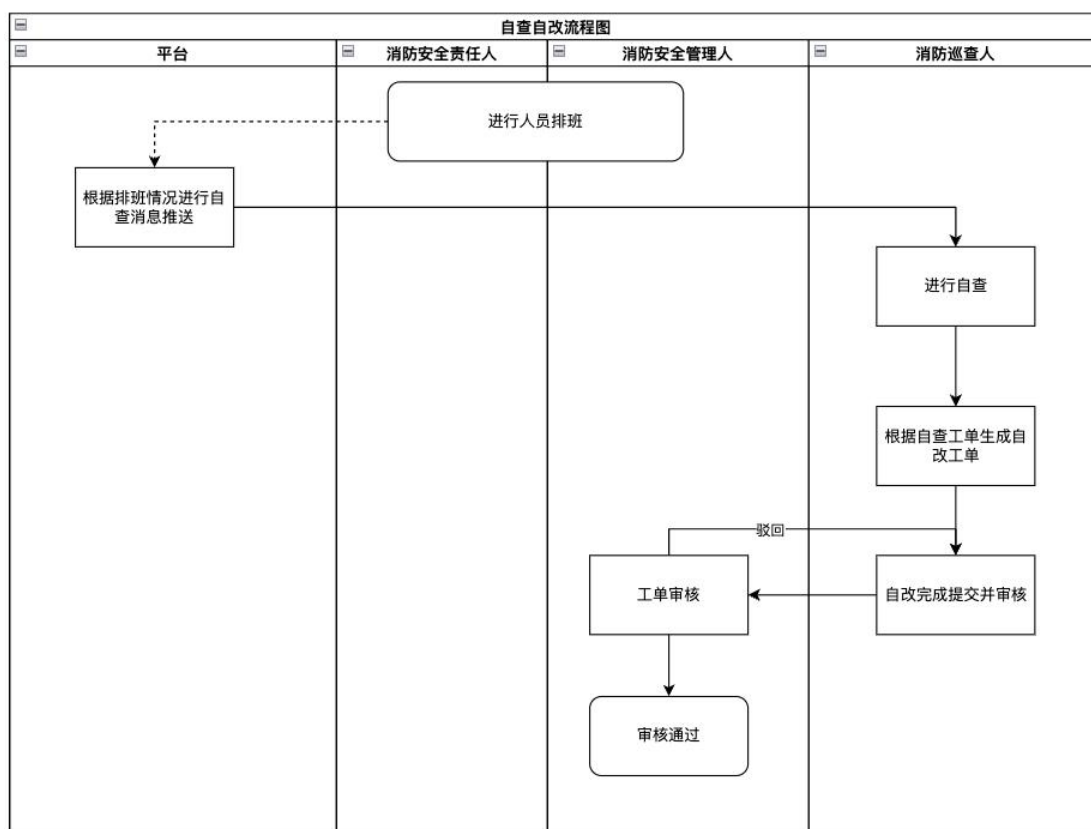 自查自改流程图
平台
消防安全责任人
消防安全管理人
消防巡查人
进行人员排班
根据排班情况进行自
查消息推送
进行自查
根据自查工单生成自
改工单
驳回
工单审核
自改完成提交并审核
审核通过